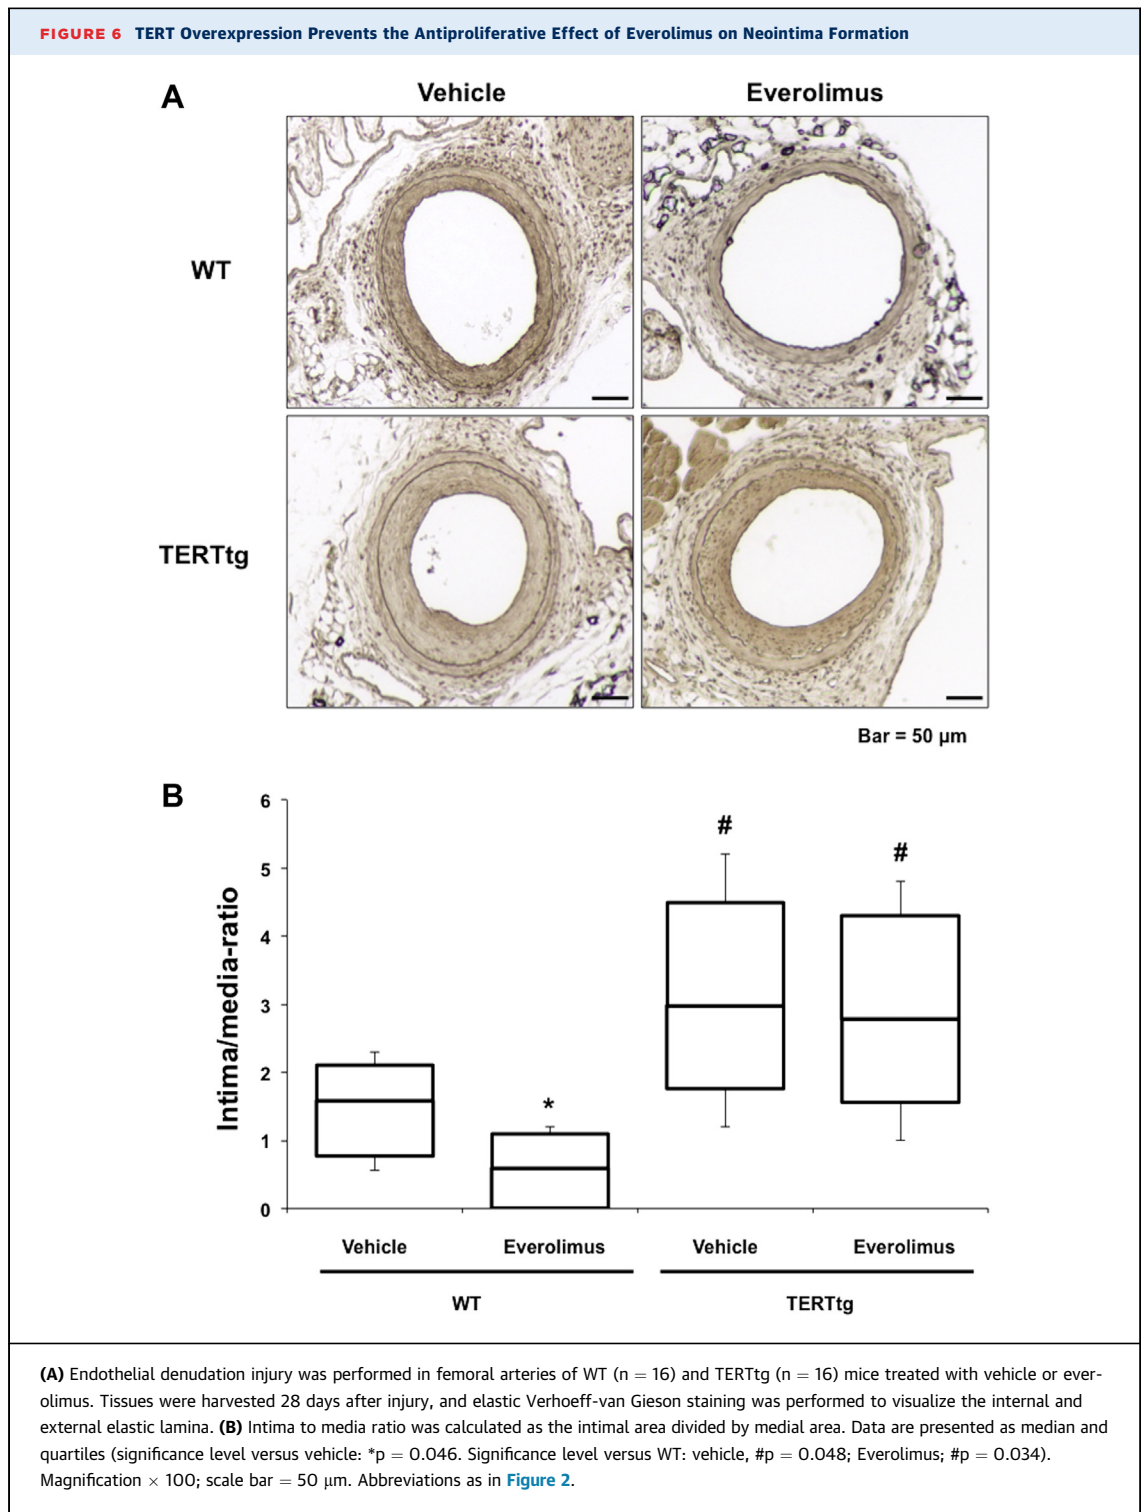 FIGURE 6 TERT Overexpression Prevents the Antiproliferative Effect of Everolimus on Neointima Formation
A
Vehicle
Everolimus
WT
TERTtg
Bar = 50 µm
B
Intima/media-ratio
6
5
4
3
2
1
0
#
#
*
Vehicle
Everolimus
Vehicle
Everolimus
WT
TERTtg
(A) Endothelial denudation injury was performed in femoral arteries of WT (n = 16) and TERTtg (n = 16) mice treated with vehicle or ever-
olimus. Tissues were harvested 28 days after injury, and elastic Verhoeff-van Gieson staining was performed to visualize the internal and
external elastic lamina. (B) Intima to media ratio was calculated as the intimal area divided by medial area. Data are presented as median and
quartiles (significance level versus vehicle: *p = 0.046. Significance level versus WT: vehicle, #p = 0.048; Everolimus; #p = 0.034).
Magnification × 100; scale bar = 50 µm. Abbreviations as in Figure 2.